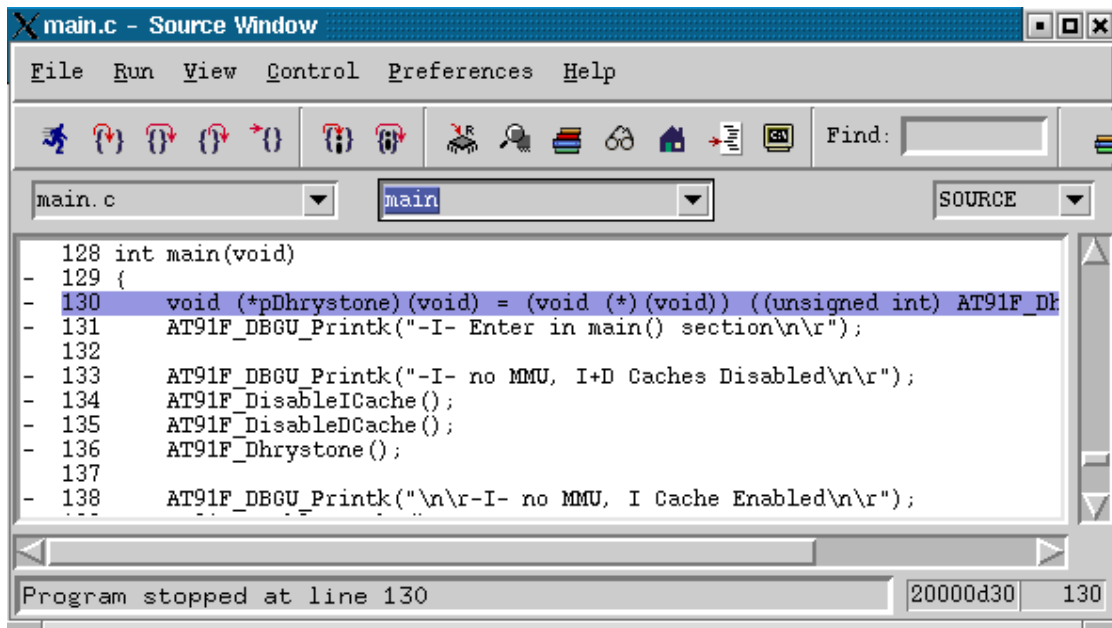 main.c - Source Window
File Run View Control Preferences Help
Find:
main.c main SOURCE
128 int main(void)
- 129 {
- 130 void (*pDhrystone)(void) = (void (*)(void)) ((unsigned int) AT91F_Dh
- 131 AT91F_DBGU_Printk("-I- Enter in main() section\n\r");
132
- 133 AT91F_DBGU_Printk("-I- no MMU, I+D Caches Disabled\n\r");
- 134 AT91F_DisableICache();
- 135 AT91F_DisableDCache();
- 136 AT91F_Dhrystone();
137
- 138 AT91F_DBGU_Printk("\n\r-I- no MMU, I Cache Enabled\n\r");
Program stopped at line 130 20000d30 130